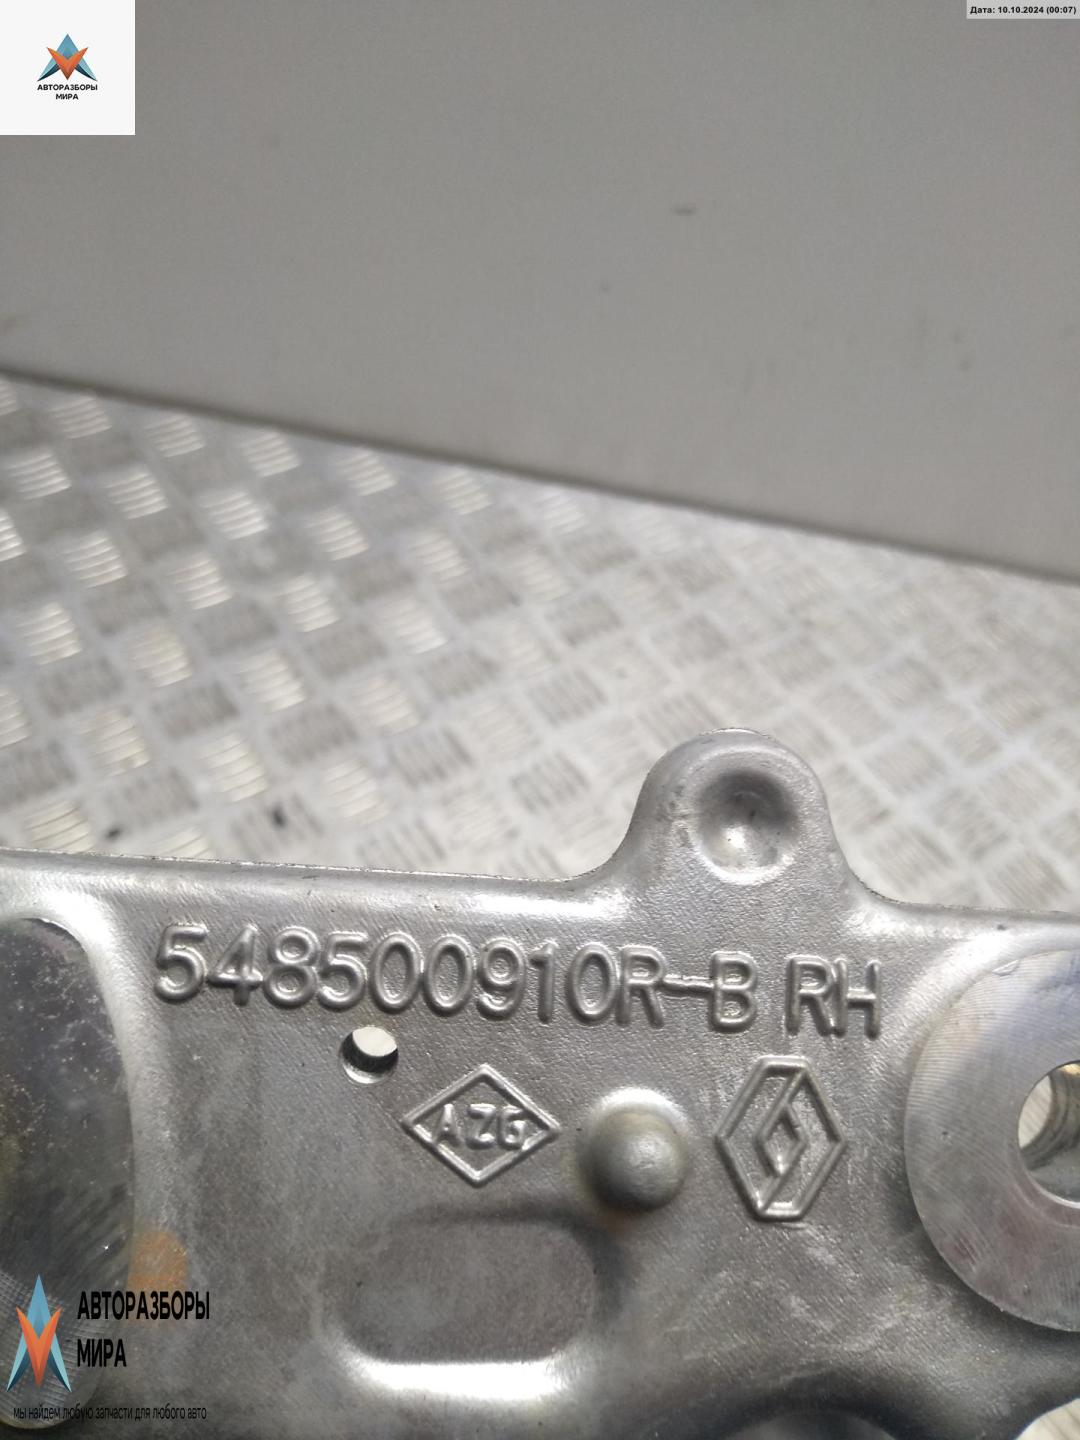 Дата: 10.10.2024 (00:07)
АВТОРАЗБОРЫ
МИРА
548500910R-B RH
AZG
АВТОРАЗБОРЫ
МИРА
мы найдем любую запчасти для любого авто